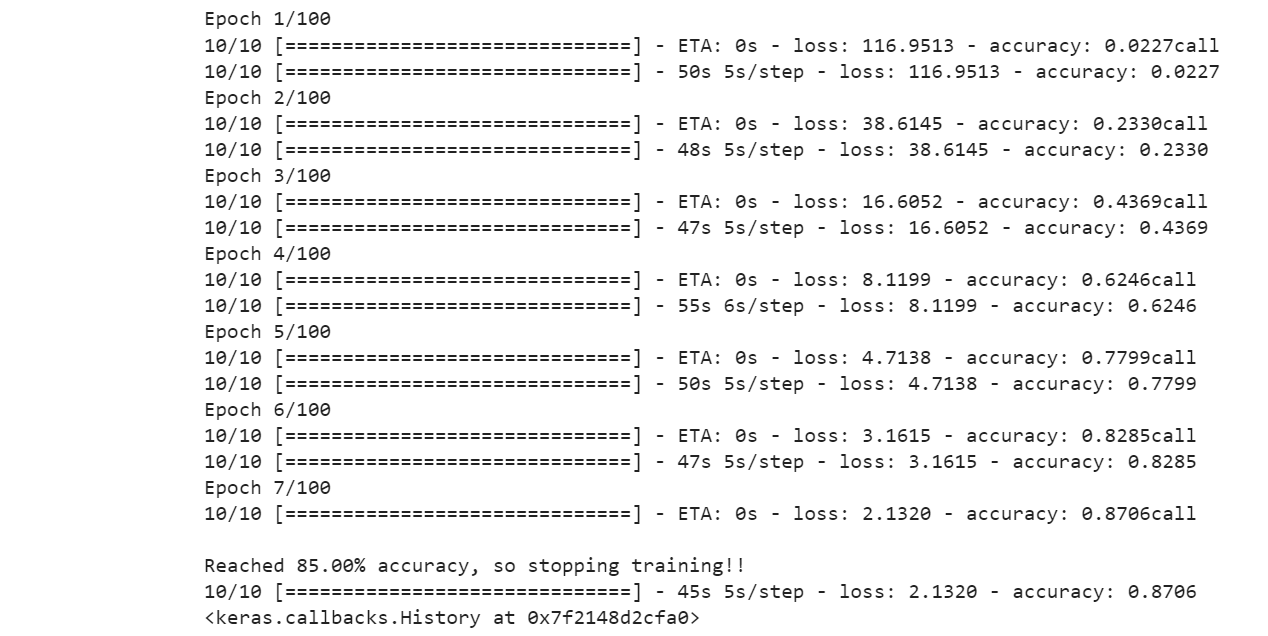 Epoch 1/100
10/10 [==============================] - ETA: 0s - loss: 116.9513 - accuracy: 0.0227call
10/10 [==============================] - 50s 5s/step - loss: 116.9513 - accuracy: 0.0227
Epoch 2/100
10/10 [==============================] - ETA: 0s - loss: 38.6145 - accuracy: 0.2330call
10/10 [==============================] - 48s 5s/step - loss: 38.6145 - accuracy: 0.2330
Epoch 3/100
10/10 [==============================] - ETA: 0s - loss: 16.6052 - accuracy: 0.4369call
10/10 [==============================] - 47s 5s/step - loss: 16.6052 - accuracy: 0.4369
Epoch 4/100
10/10 [==============================] - ETA: 0s - loss: 8.1199 - accuracy: 0.6246call
10/10 [==============================] - 55s 6s/step - loss: 8.1199 - accuracy: 0.6246
Epoch 5/100
10/10 [==============================] - ETA: 0s - loss: 4.7138 - accuracy: 0.7799call
10/10 [==============================] - 50s 5s/step - loss: 4.7138 - accuracy: 0.7799
Epoch 6/100
10/10 [==============================] - ETA: 0s - loss: 3.1615 - accuracy: 0.8285call
10/10 [==============================] - 47s 5s/step - loss: 3.1615 - accuracy: 0.8285
Epoch 7/100
10/10 [==============================] - ETA: 0s - loss: 2.1320 - accuracy: 0.8706call
Reached 85.00% accuracy, so stopping training!!
10/10 [==============================] - 45s 5s/step - loss: 2.1320 - accuracy: 0.8706
<keras.callbacks.History at 0x7f2148d2cfa0>